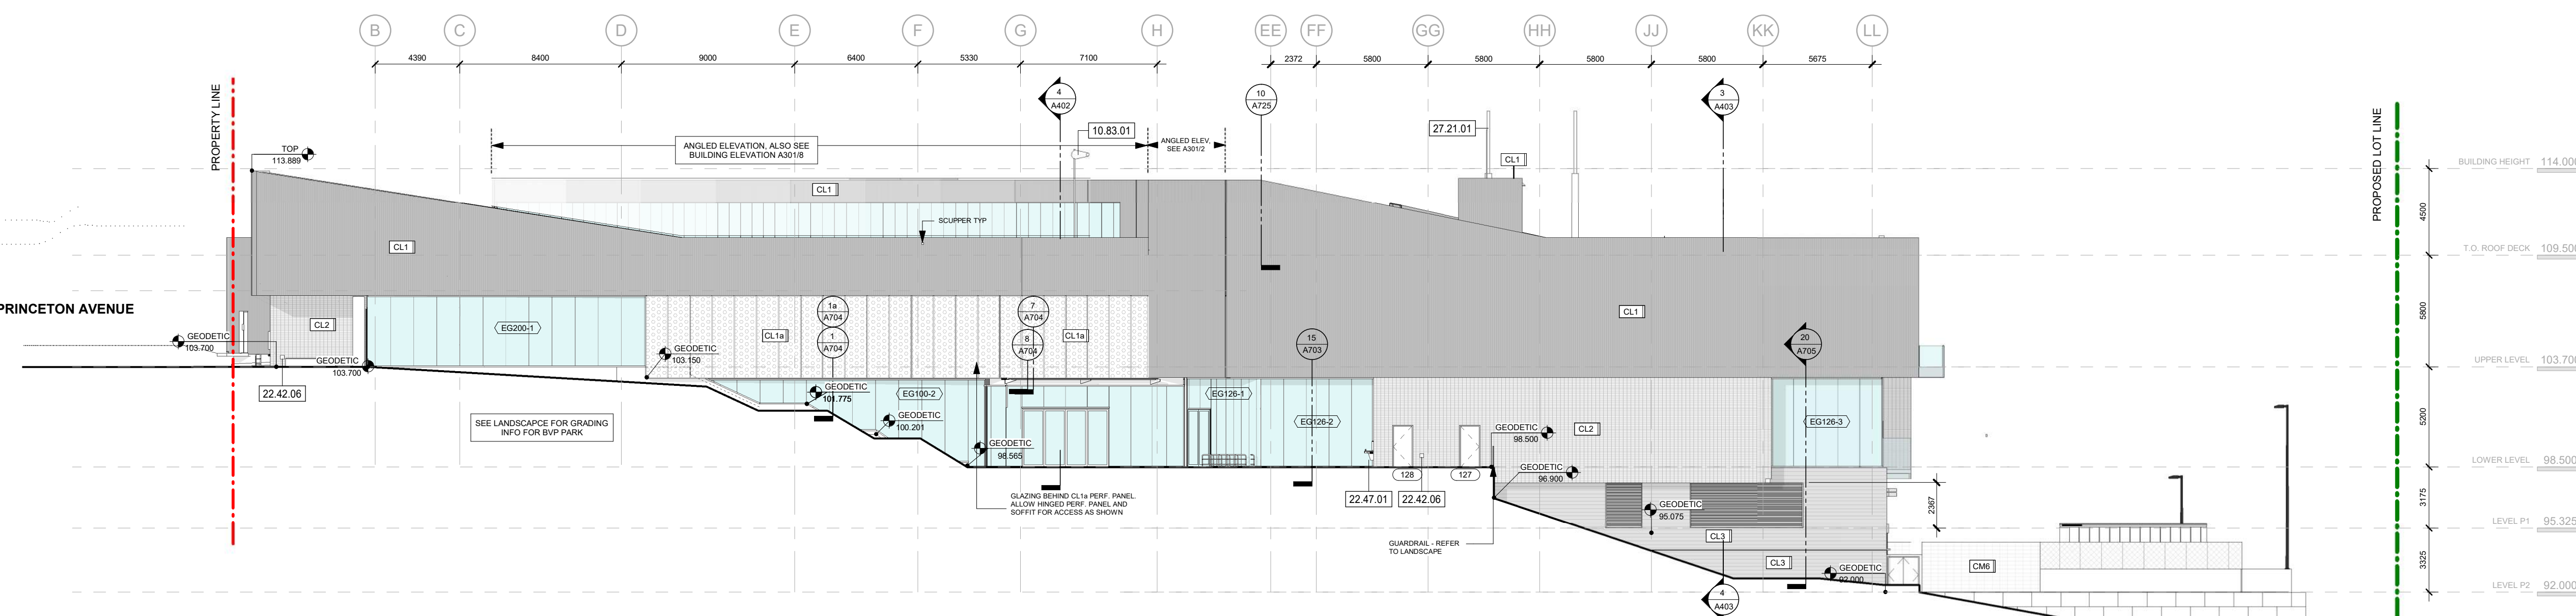 B C D E F G H EE FF GG HH JJ KK LL
4390 8400 9000 6400 5330 7100 2372 5800 5800 5800 5800 5675
PROPERTY LINE
4
A402
10
A725
3
A403
PROPOSED LOT LINE
10.83.01
27.21.01
TOP
113.889
ANGLED ELEVATION, ALSO SEE
BUILDING ELEVATION A301/8
ANGLED ELEV,
SEE A301/2
CL1
BUILDING HEIGHT 114.000
CL1
4500
SCUPPER TYP
CL1
T.O. ROOF DECK 109.500
PRINCETON AVENUE
1a
A704
7
A704
CL1
5800
CL2
EG200-1
CL1a
1
A704
8
A704
CL1a
15
A703
20
A705
GEODETIC
103.700
GEODETIC
103.700
GEODETIC
103.150
UPPER LEVEL 103.700
22.42.06
GEODETIC
101.775
EG100-2
EG126-1
EG126-2
EG126-3
5200
SEE LANDSCAPCE FOR GRADING
INFO FOR BVP PARK
GEODETIC
100.201
GEODETIC
98.500
CL2
GEODETIC
98.565
GEODETIC
96.900
LOWER LEVEL 98.500
128
127
GLAZING BEHIND CL1a PERF. PANEL.
ALLOW HINGED PERF. PANEL AND
SOFFIT FOR ACCESS AS SHOWN
22.47.01
22.42.06
2367
3175
GEODETIC
95.075
LEVEL P1 95.325
GUARDRAIL - REFER
TO LANDSCAPE
CL3
CL3
CM6
GEODETIC
92.000
3325
LEVEL P2 92.000
4
A403